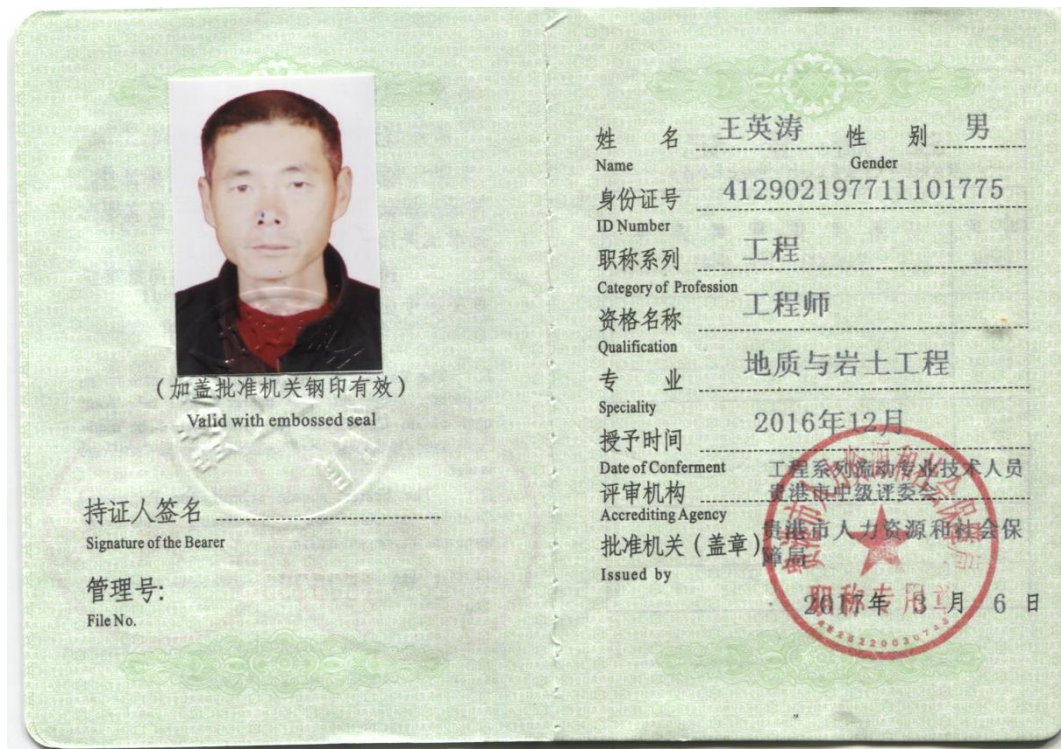 (加盖批准机关钢印有效)
Valid with embossed seal
持证人签名
Signature of the Bearer
管理号:
File No.
姓 名 王英涛 性 别 男
Name Gender
身份证号 412902197711101775
ID Number
职称系列 工程
Category of Profession
资格名称 工程师
Qualification
专 业 地质与岩土工程
Speciality
授予时间 2016年12月
Date of Conferment
评审机构 工程系列流动专业技术人员
贵港市中级评委会
Accrediting Agency
批准机关(盖章) 贵港市人力资源和社会保
障局
Issued by
2017年 3 月 6 日
职称专用章